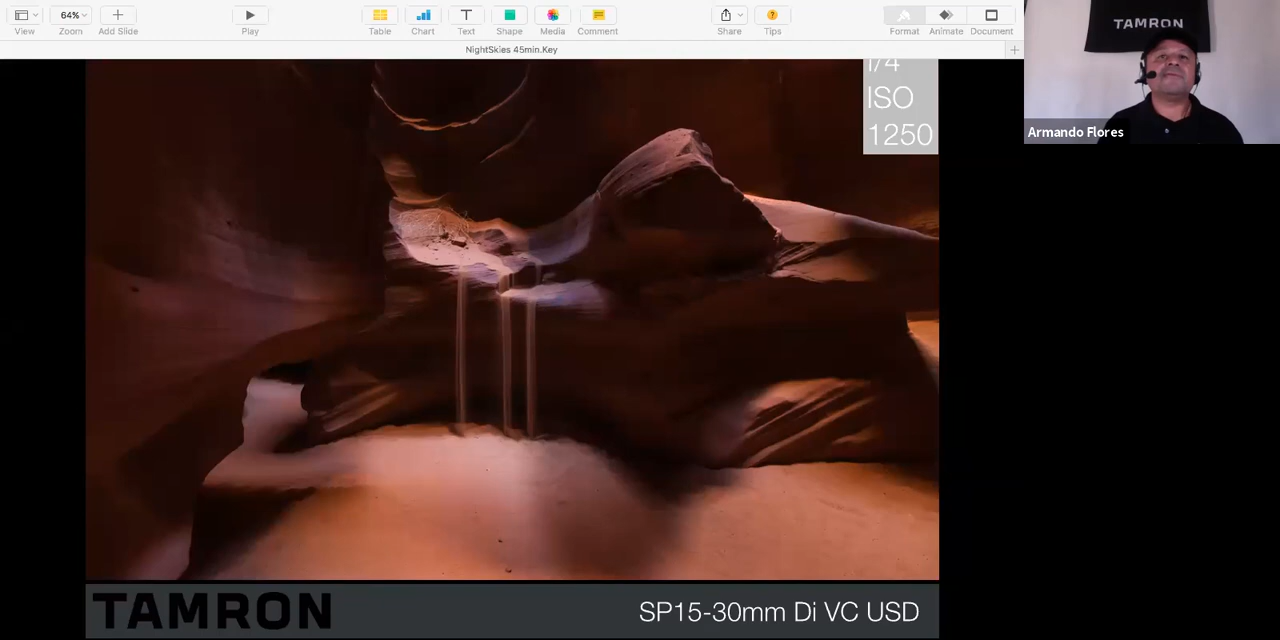 View
64%
Zoom
Add Slide
Play
Table
Chart
Text
Shape
Media
Comment
Share
Tips
Format
Animate
Document
NightSkies 45min.Key
TAMRON
Armando Flores
f/4
ISO
1250
TAMRON
SP15-30mm Di VC USD